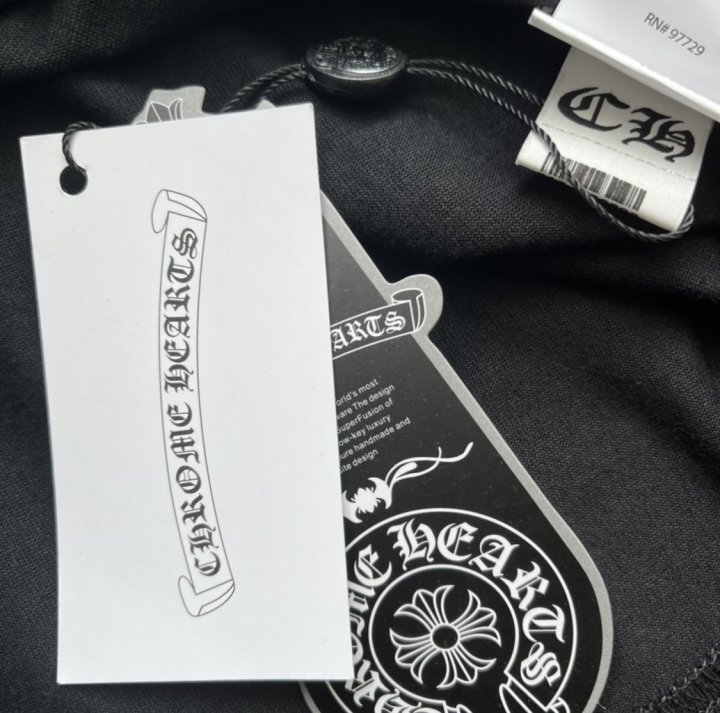 RN# 97729
CH
CHROME HEARTS
ARTS
orld's most
ware The design
SuperFusion of
ow-key luxury
ure handmade and
ite design
HEARTS